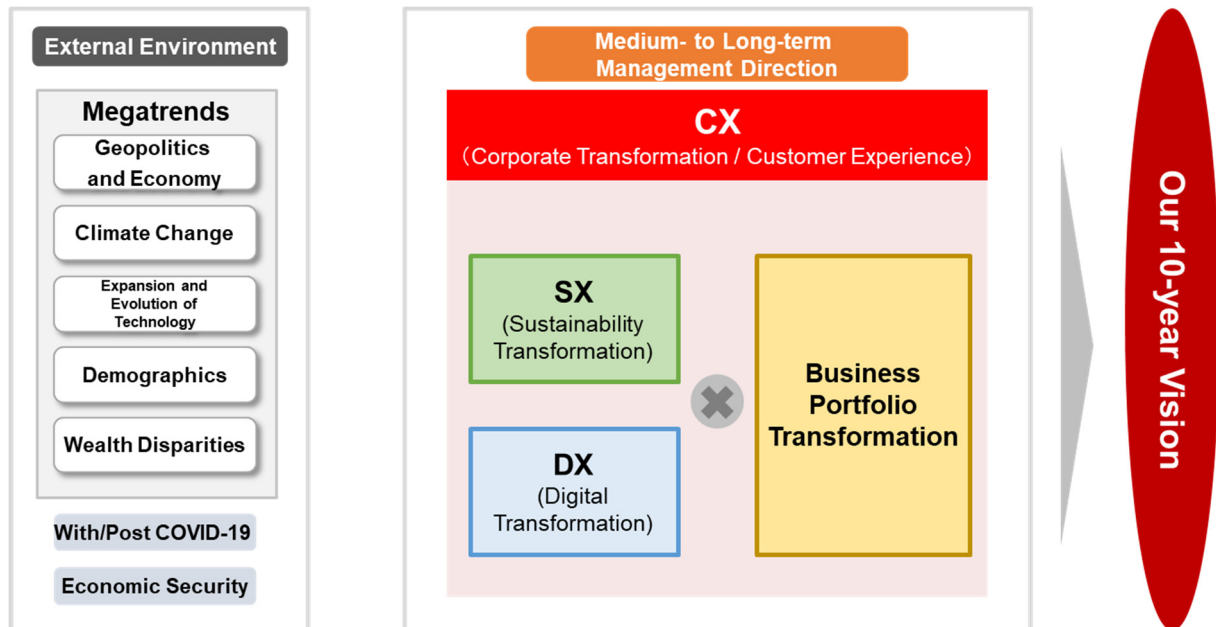 External Environment
Megatrends
Geopolitics
and Economy
Climate Change
Expansion and
Evolution of
Technology
Demographics
Wealth Disparities
With/Post COVID-19
Economic Security
Medium- to Long-term
Management Direction
CX
（Corporate Transformation / Customer Experience）
SX
(Sustainability
Transformation)
DX
(Digital
Transformation)
Business
Portfolio
Transformation
Our 10-year Vision